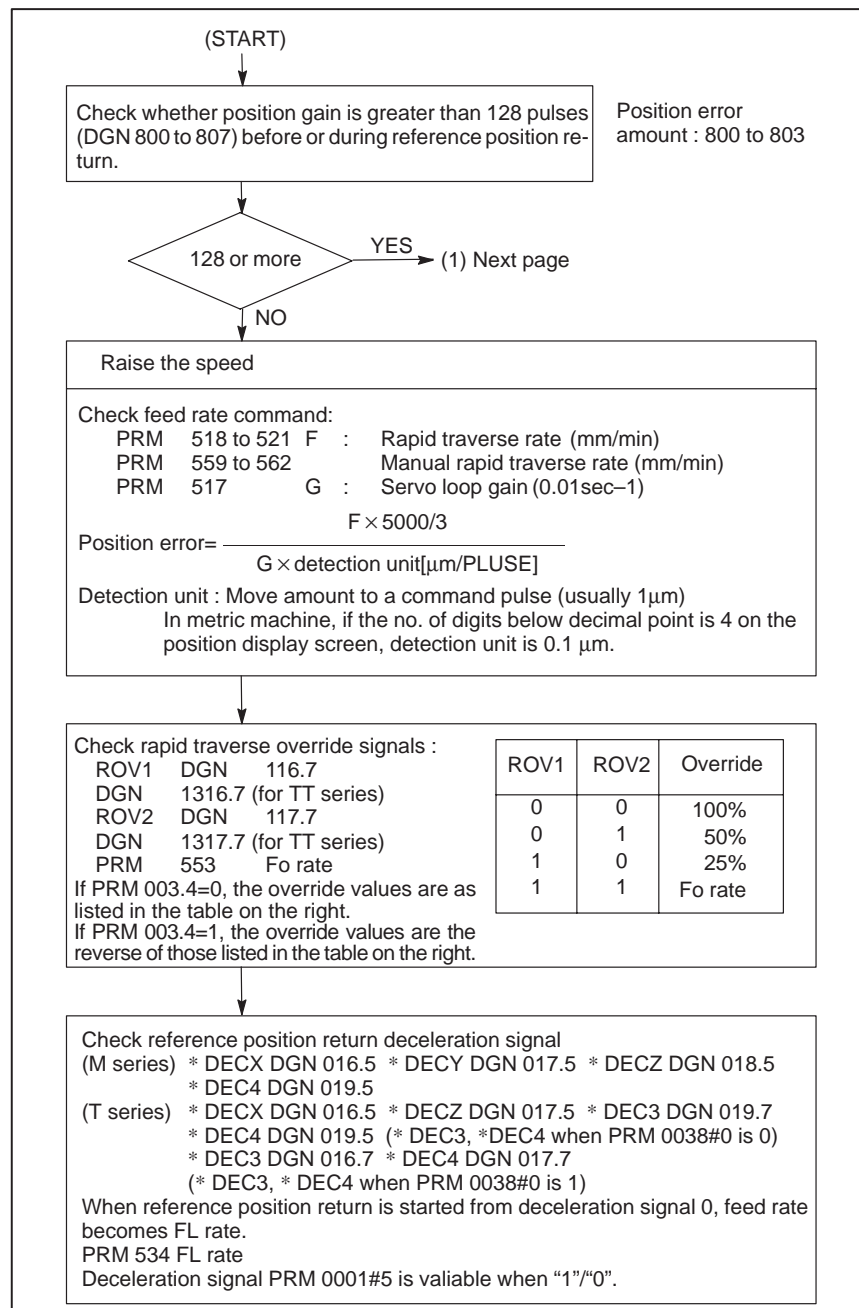 (START)
Check whether position gain is greater than 128 pulses
(DGN 800 to 807) before or during reference position re-
turn.
Position error
amount : 800 to 803
128 or more
YES
(1) Next page
NO
Raise the speed
Check feed rate command:
PRM 518 to 521 F : Rapid traverse rate (mm/min)
PRM 559 to 562 Manual rapid traverse rate (mm/min)
PRM 517 G : Servo loop gain (0.01sec–1)
F × 5000/3
Position error=
G × detection unit[μm/PLUSE]
Detection unit : Move amount to a command pulse (usually 1μm)
In metric machine, if the no. of digits below decimal point is 4 on the
position display screen, detection unit is 0.1 μm.
Check rapid traverse override signals :
ROV1 DGN 116.7
DGN 1316.7 (for TT series)
ROV2 DGN 117.7
DGN 1317.7 (for TT series)
PRM 553 Fo rate
If PRM 003.4=0, the override values are as
listed in the table on the right.
If PRM 003.4=1, the override values are the
reverse of those listed in the table on the right.
ROV1 ROV2 Override
0 0 100%
0 1 50%
1 0 25%
1 1 Fo rate
Check reference position return deceleration signal
(M series) * DECX DGN 016.5 * DECY DGN 017.5 * DECZ DGN 018.5
* DEC4 DGN 019.5
(T series) * DECX DGN 016.5 * DECZ DGN 017.5 * DEC3 DGN 019.7
* DEC4 DGN 019.5 (* DEC3, *DEC4 when PRM 0038#0 is 0)
* DEC3 DGN 016.7 * DEC4 DGN 017.7
(* DEC3, * DEC4 when PRM 0038#0 is 1)
When reference position return is started from deceleration signal 0, feed rate
becomes FL rate.
PRM 534 FL rate
Deceleration signal PRM 0001#5 is valiable when “1”/“0”.